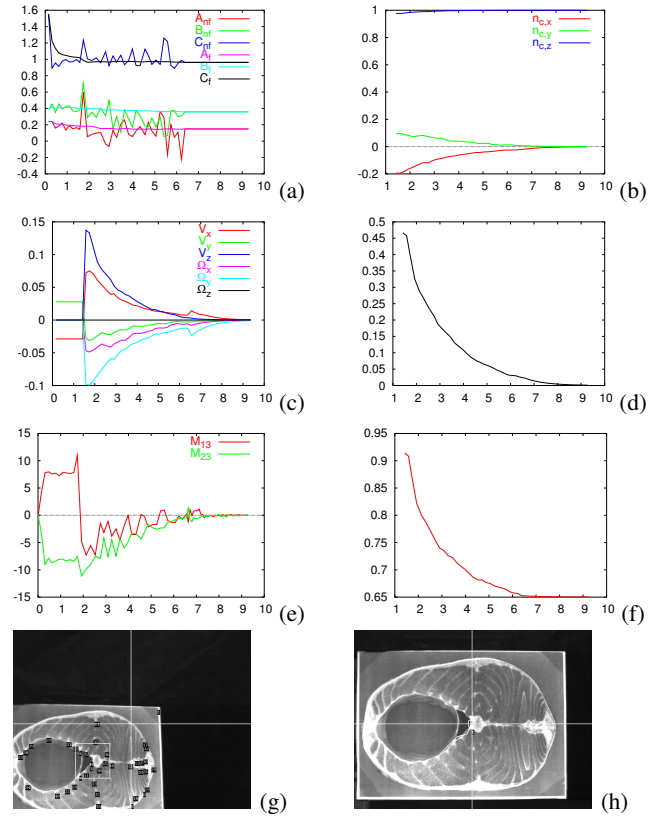 1.6
1.4
1.2
1
0.8
0.6
0.4
0.2
0
-0.2
-0.4
A_nf
B_nf
C_nf
A_f
B_f
C_f
0 1 2 3 4 5 6 7 8 9 10
(a)
1
0.8
0.6
0.4
0.2
0
-0.2
n_c,x
n_c,y
n_c,z
1 2 3 4 5 6 7 8 9 10
(b)
0.15
0.1
0.05
0
-0.05
-0.1
V_x
V_y
V_z
Ω_x
Ω_y
Ω_z
0 1 2 3 4 5 6 7 8 9 10
(c)
0.5
0.45
0.4
0.35
0.3
0.25
0.2
0.15
0.1
0.05
0
1 2 3 4 5 6 7 8 9 10
(d)
15
10
5
0
-5
-10
-15
M_13
M_23
0 1 2 3 4 5 6 7 8 9 10
(e)
0.95
0.9
0.85
0.8
0.75
0.7
0.65
1 2 3 4 5 6 7 8 9 10
(f)
(g)
(h)